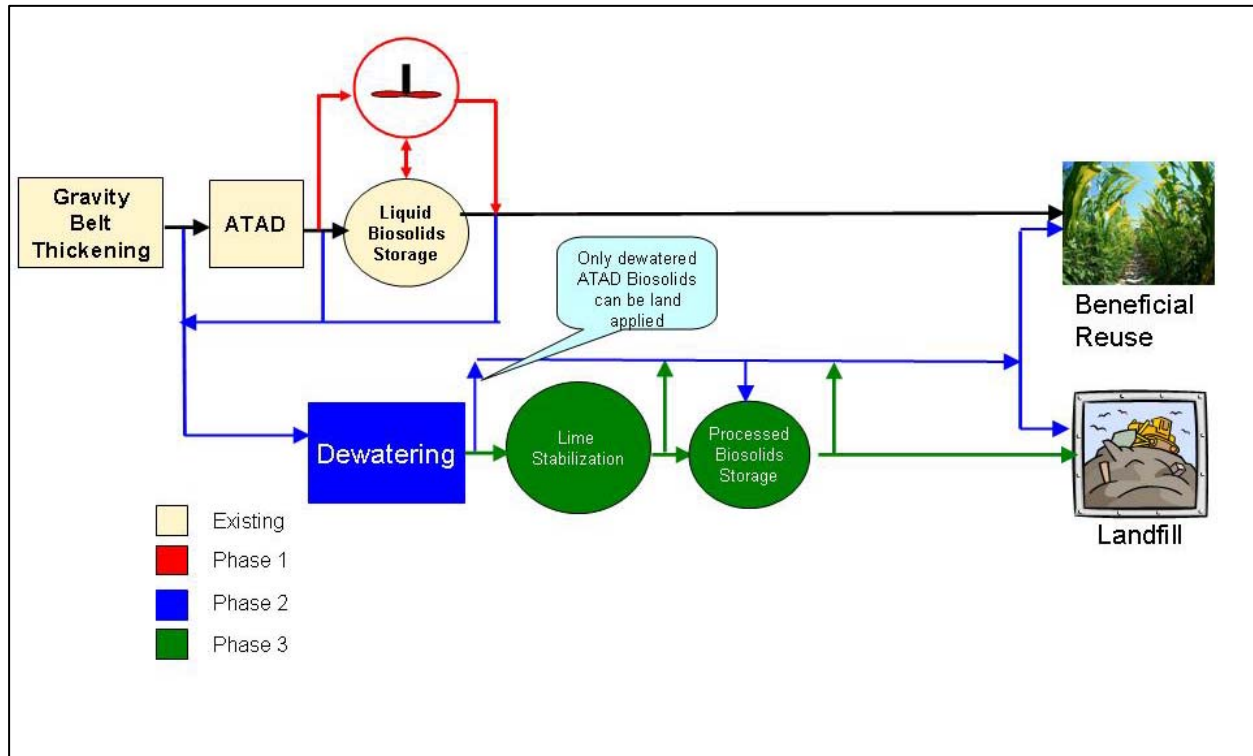 Gravity
Belt
Thickening
ATAD
Liquid
Biosolids
Storage
Only dewatered
ATAD Biosolids
can be land
applied
Beneficial
Reuse
Dewatering
Lime
Stabilization
Processed
Biosolids
Storage
Landfill
Existing
Phase 1
Phase 2
Phase 3